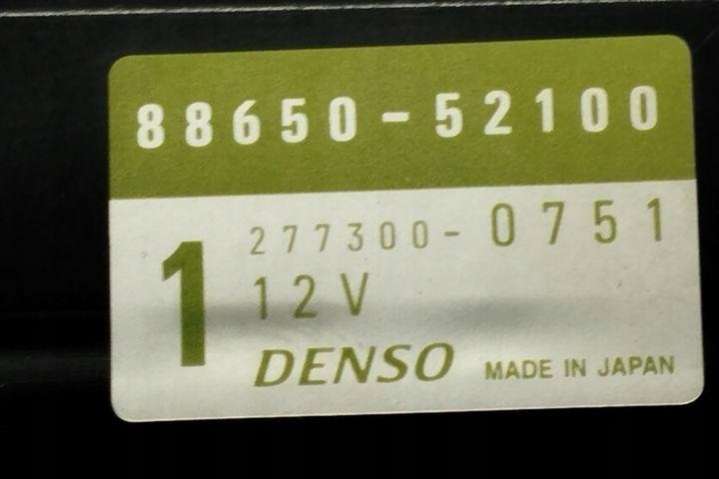 88650-52100
277300-0751
1
12V
DENSO MADE IN JAPAN